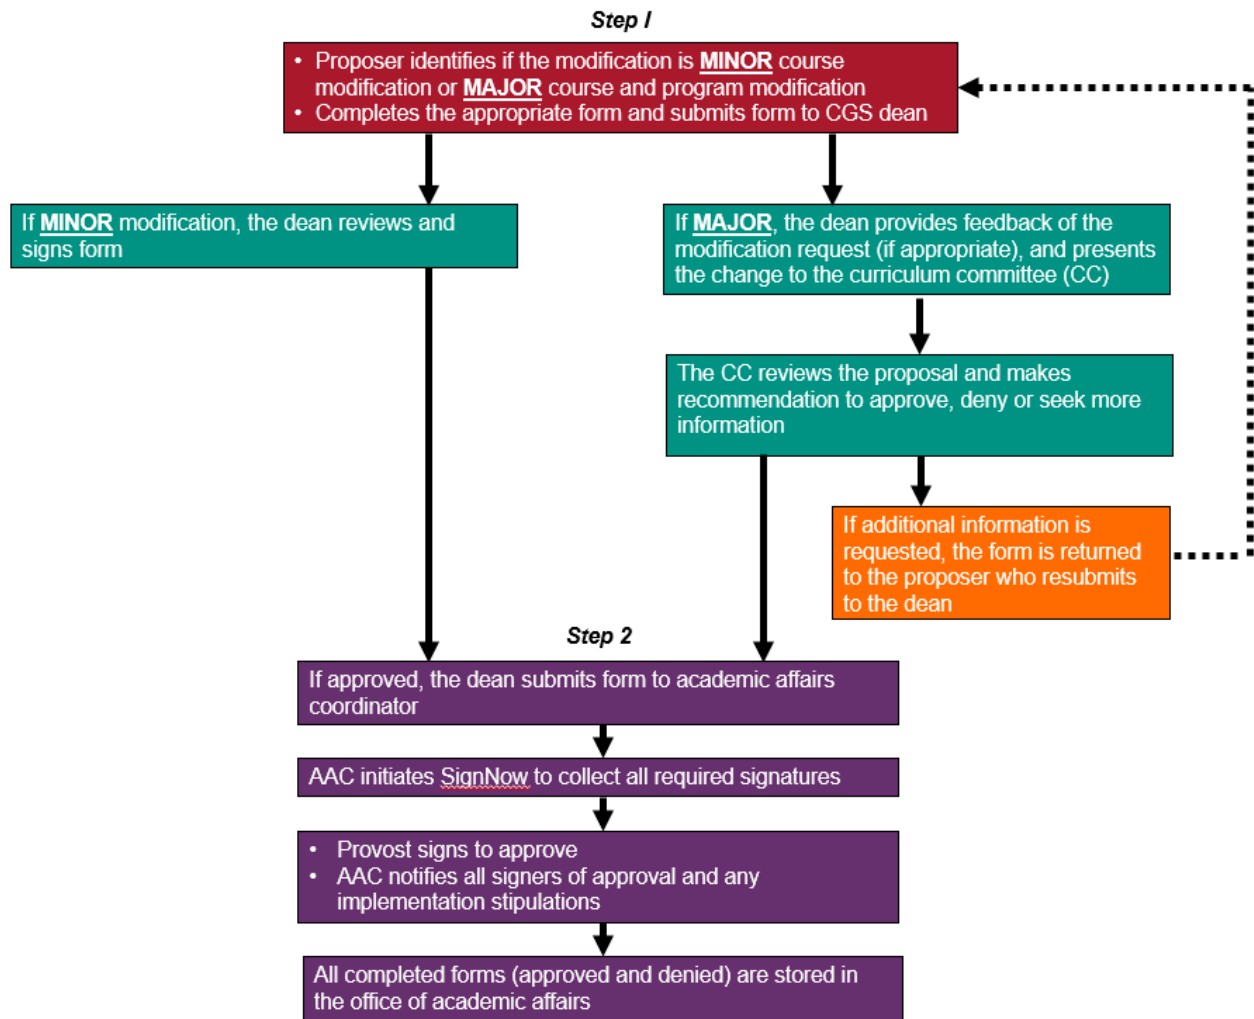 Step I
• Proposer identifies if the modification is MINOR course
modification or MAJOR course and program modification
• Completes the appropriate form and submits form to CGS dean
If MINOR modification, the dean reviews and
signs form
If MAJOR, the dean provides feedback of the
modification request (if appropriate), and presents
the change to the curriculum committee (CC)
The CC reviews the proposal and makes
recommendation to approve, deny or seek more
information
If additional information is
requested, the form is returned
to the proposer who resubmits
to the dean
Step 2
If approved, the dean submits form to academic affairs
coordinator
AAC initiates SignNow to collect all required signatures
• Provost signs to approve
• AAC notifies all signers of approval and any
implementation stipulations
All completed forms (approved and denied) are stored in
the office of academic affairs